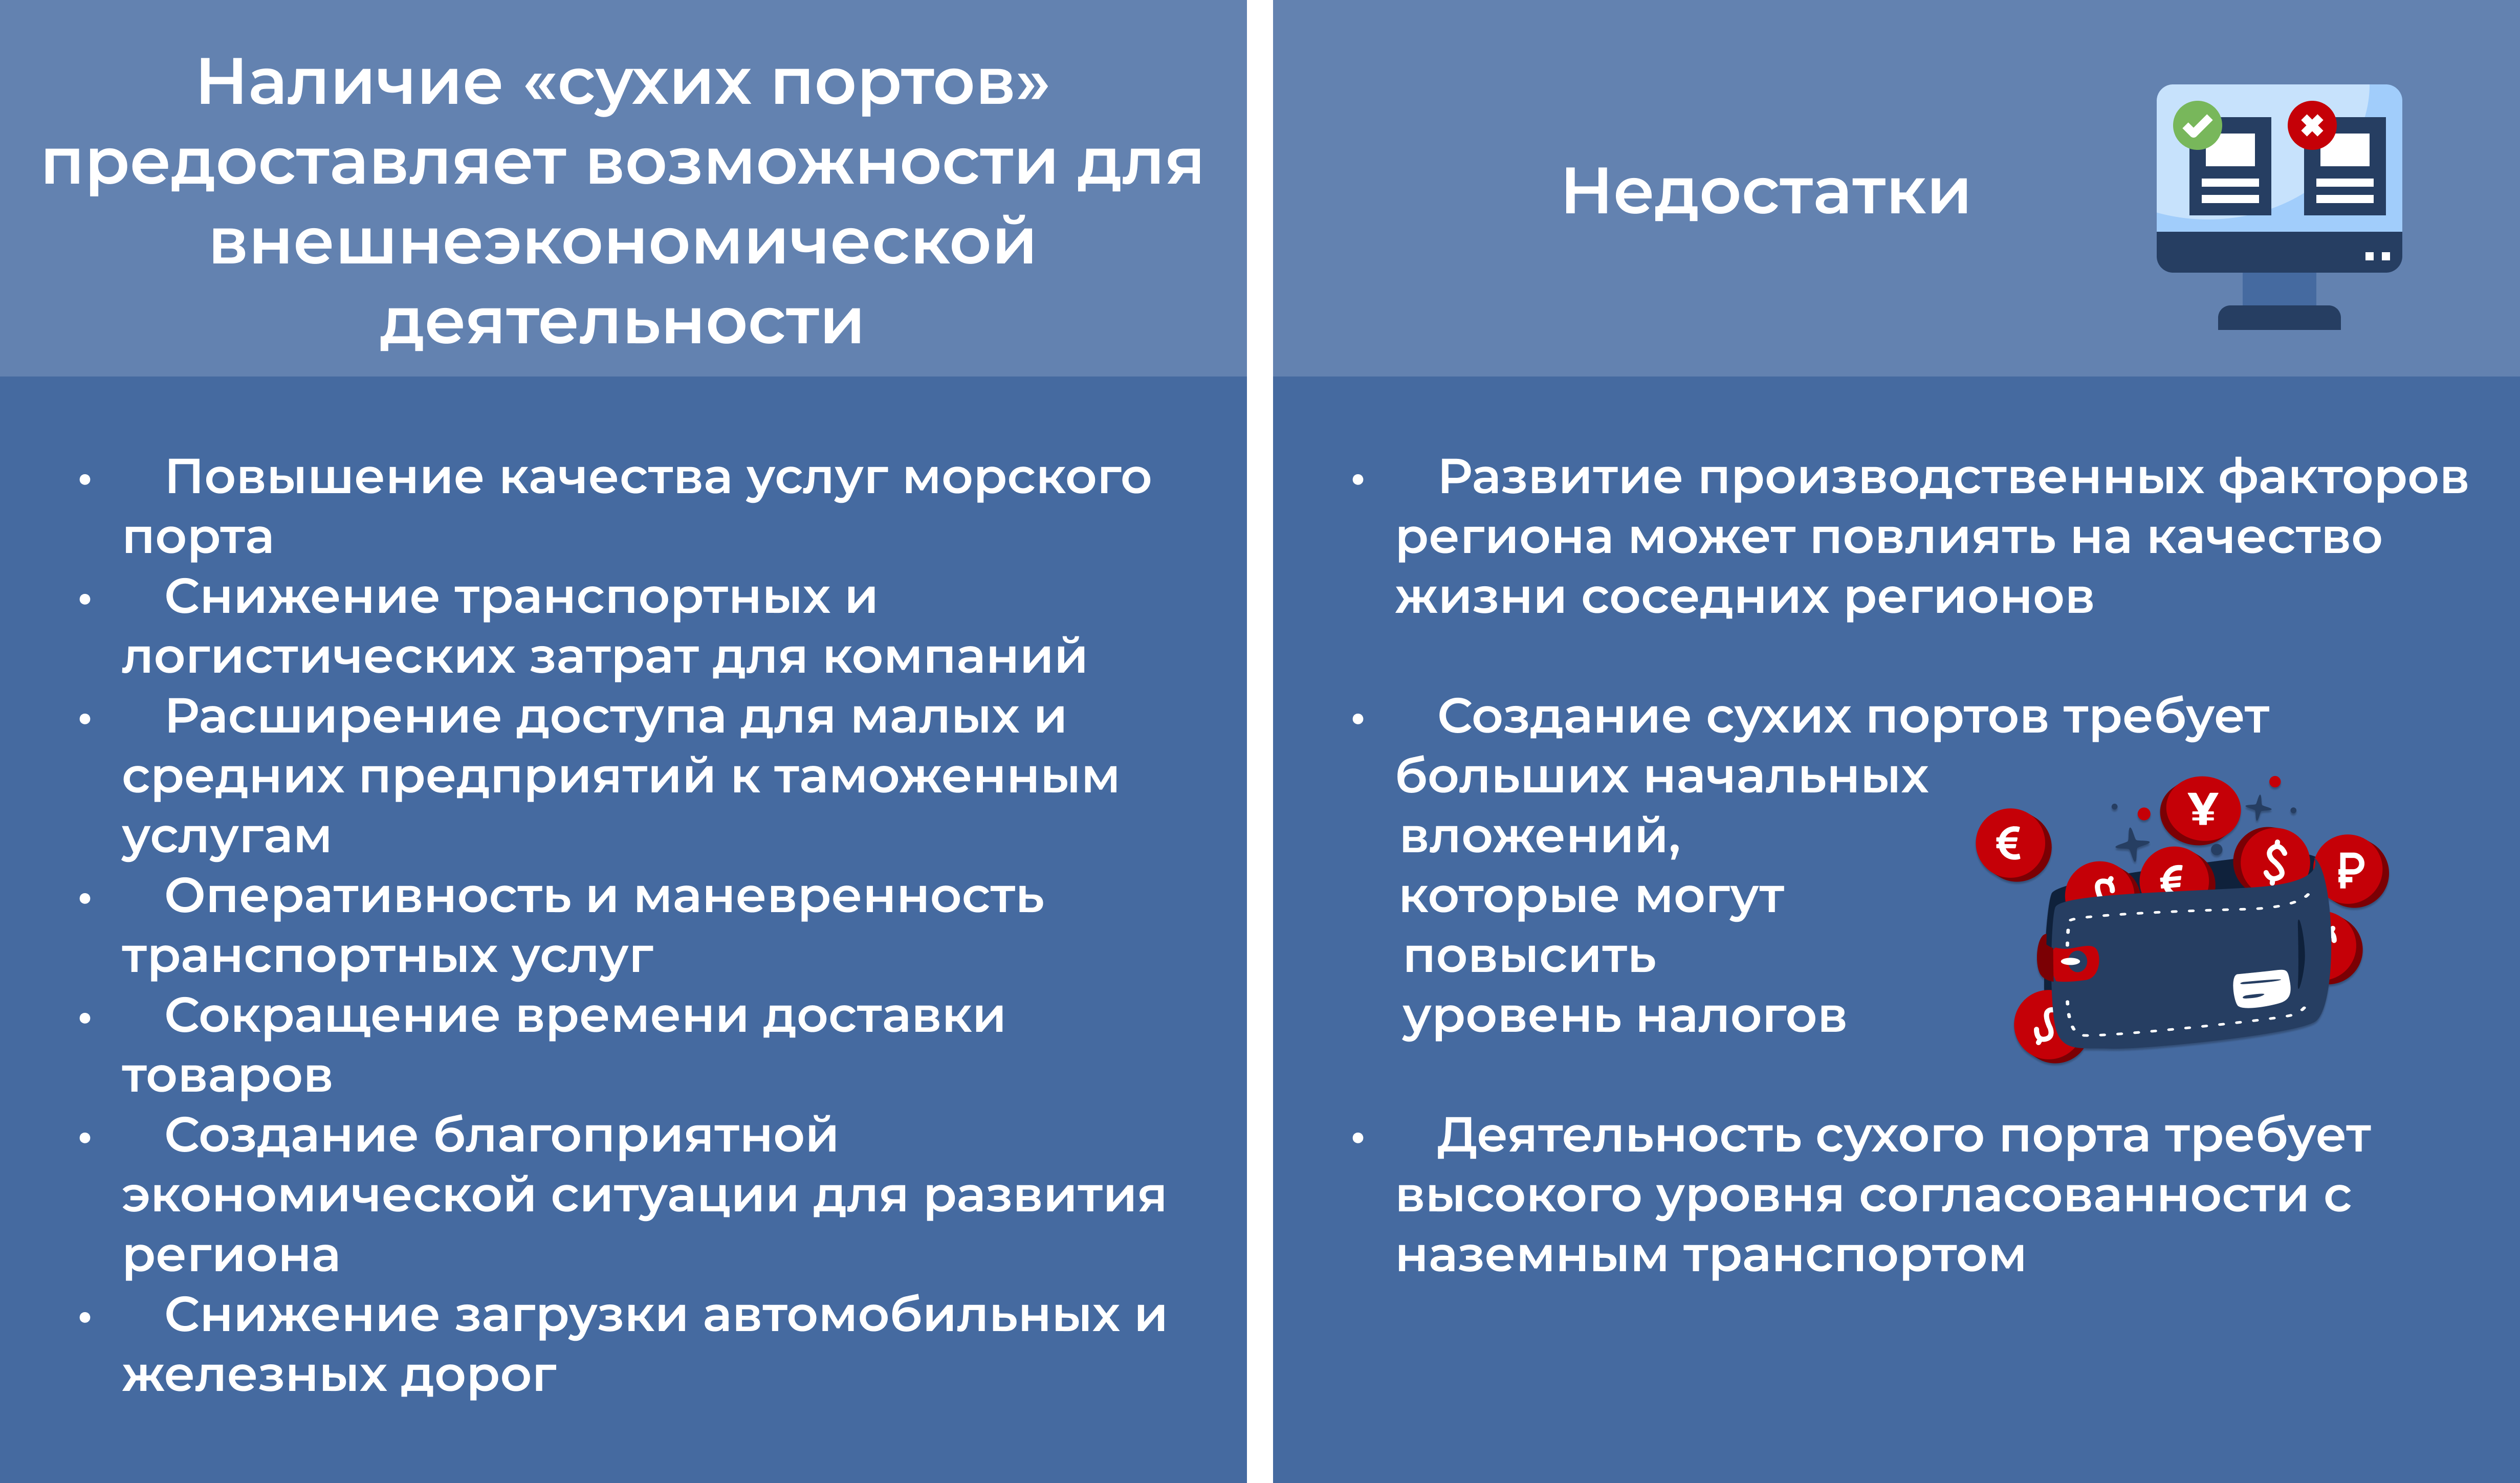 Наличие «сухих портов»
предоставляет возможности для
внешнеэкономической
деятельности
• Повышение качества услуг морского
порта
• Снижение транспортных и
логистических затрат для компаний
• Расширение доступа для малых и
средних предприятий к таможенным
услугам
• Оперативность и маневренность
транспортных услуг
• Сокращение времени доставки
товаров
• Создание благоприятной
экономической ситуации для развития
региона
• Снижение загрузки автомобильных и
железных дорог
Недостатки
• Развитие производственных факторов
региона может повлиять на качество
жизни соседних регионов
• Создание сухих портов требует
больших начальных
вложений,
которые могут
повысить
уровень налогов
• Деятельность сухого порта требует
высокого уровня согласованности с
наземным транспортом